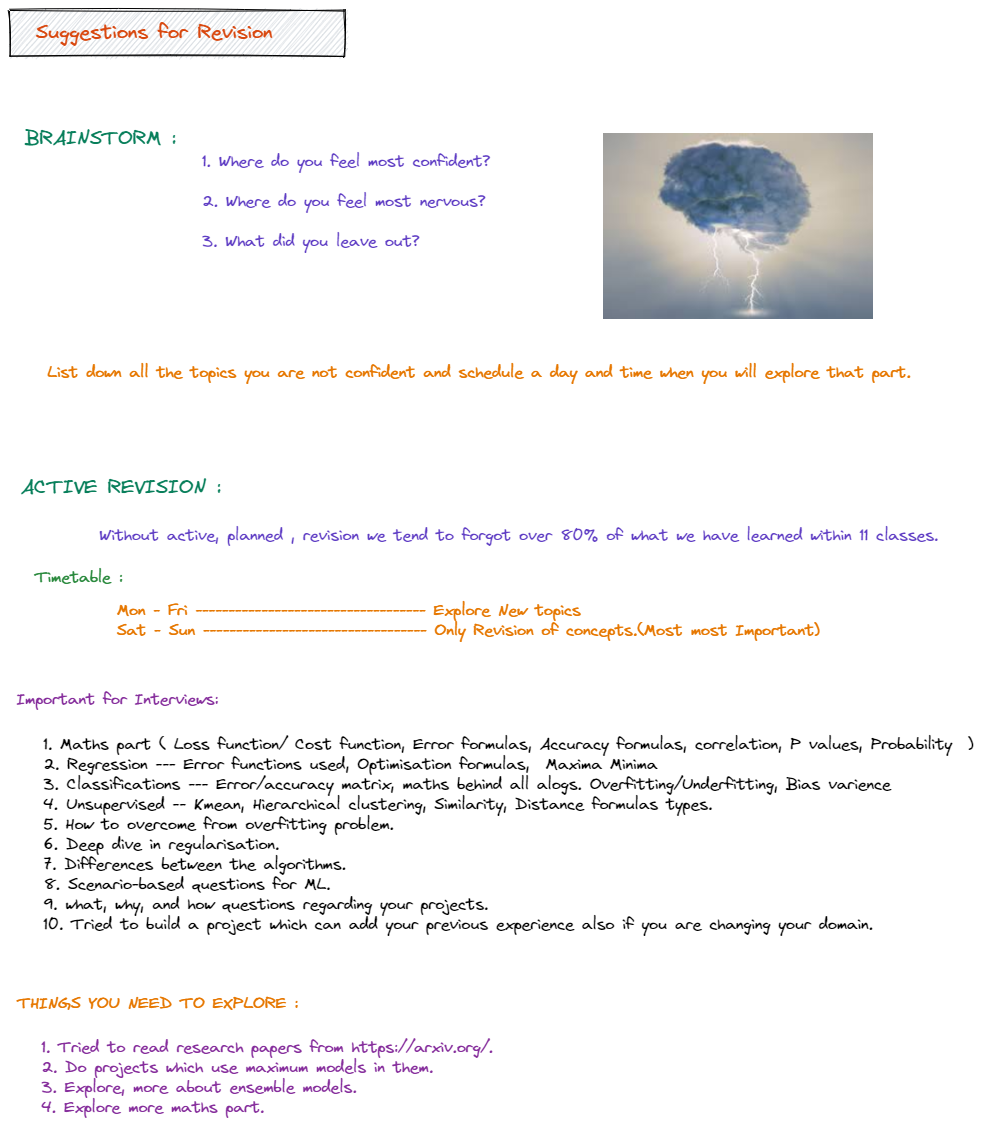 Suggestions for Revision
BRAINSTORM :
1. Where do you feel most confident?
2. Where do you feel most nervous?
3. What did you leave out?
List down all the topics you are not confident and schedule a day and time when you will explore that part.
ACTIVE REVISION :
Without active, planned , revision we tend to forgot over 80% of what we have learned within 11 classes.
Timetable :
Mon - Fri ----------------------------------- Explore New topics
Sat - Sun ---------------------------------- Only Revision of concepts.(Most most Important)
Important for Interviews:
1. Maths part ( Loss function/ Cost function, Error formulas, Accuracy formulas, correlation, P values, Probability )
2. Regression --- Error functions used, Optimisation formulas, Maxima Minima
3. Classifications --- Error/accuracy matrix, maths behind all alogs. Overfitting/Underfitting, Bias varience
4. Unsupervised -- Kmean, Hierarchical clustering, Similarity, Distance formulas types.
5. How to overcome from overfitting problem.
6. Deep dive in regularisation.
7. Differences between the algorithms.
8. Scenario-based questions for ML.
9. what, why, and how questions regarding your projects.
10. Tried to build a project which can add your previous experience also if you are changing your domain.
THINGS YOU NEED TO EXPLORE :
1. Tried to read research papers from https://arxiv.org/.
2. Do projects which use maximum models in them.
3. Explore, more about ensemble models.
4. Explore more maths part.